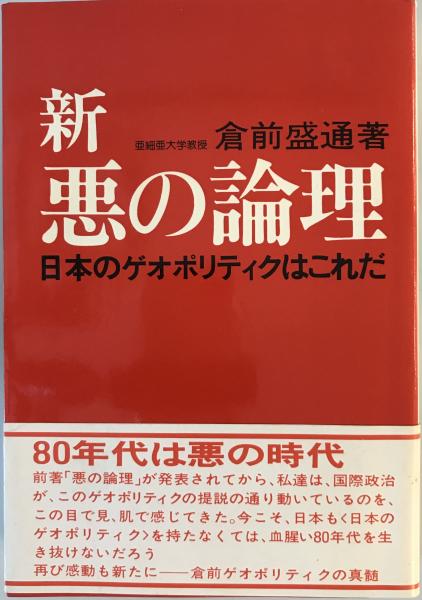 新
亜細亜大学教授 倉前盛通著
悪の論理
日本のゲオポリティクはこれだ
80年代は悪の時代
前著「悪の論理」が発表されてから、私達は、国際政治
が、このゲオポリティクの提説の通り動いているのを、
この目で見、肌で感じてきた。今こそ、日本も〈日本の
ゲオポリティク〉を持たなくては、血腥い80年代を生
き抜けないだろう
再び感動も新たに——倉前ゲオポリティクの真髄